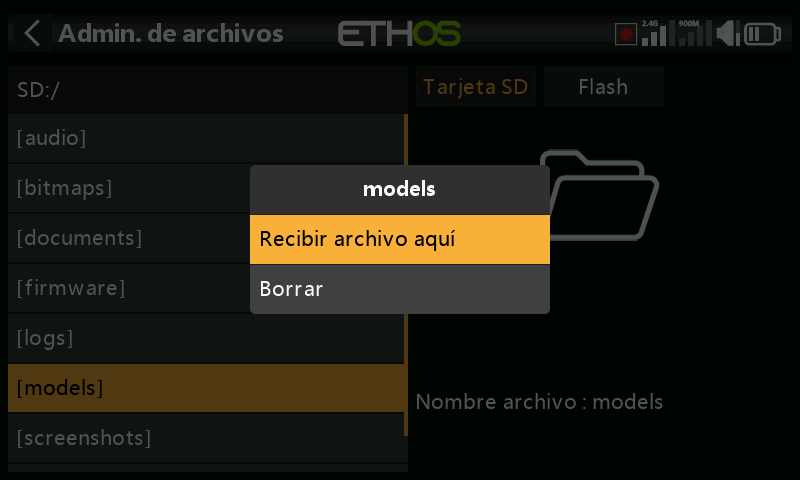 Admin. de archivos
ETHOS
2.4G
900M
SD:/
Tarjeta SD
Flash
[audio]
[bitmaps]
[documents]
[firmware]
[logs]
[models]
[screenshots]
models
Recibir archivo aquí
Borrar
Nombre archivo : models